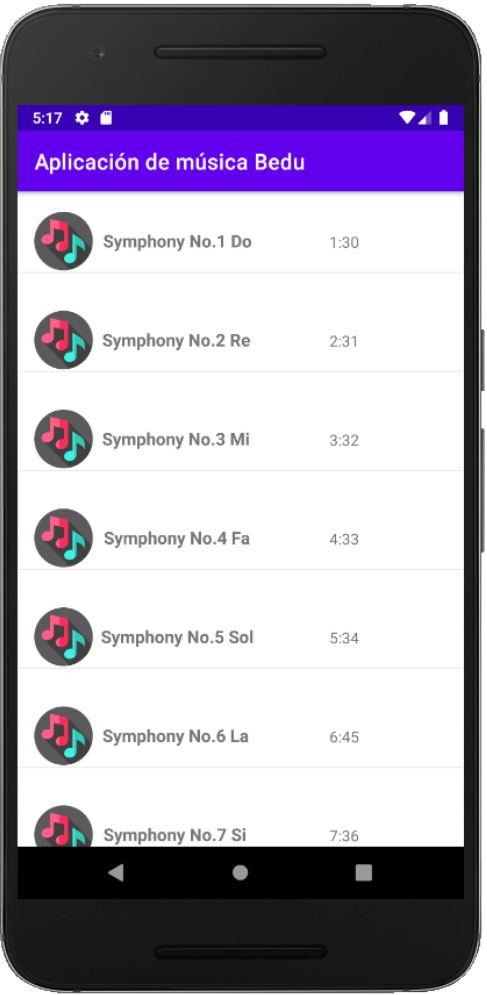 5:17
Aplicación de música Bedu
Symphony No.1 Do 1:30
Symphony No.2 Re 2:31
Symphony No.3 Mi 3:32
Symphony No.4 Fa 4:33
Symphony No.5 Sol 5:34
Symphony No.6 La 6:45
Symphony No.7 Si 7:36